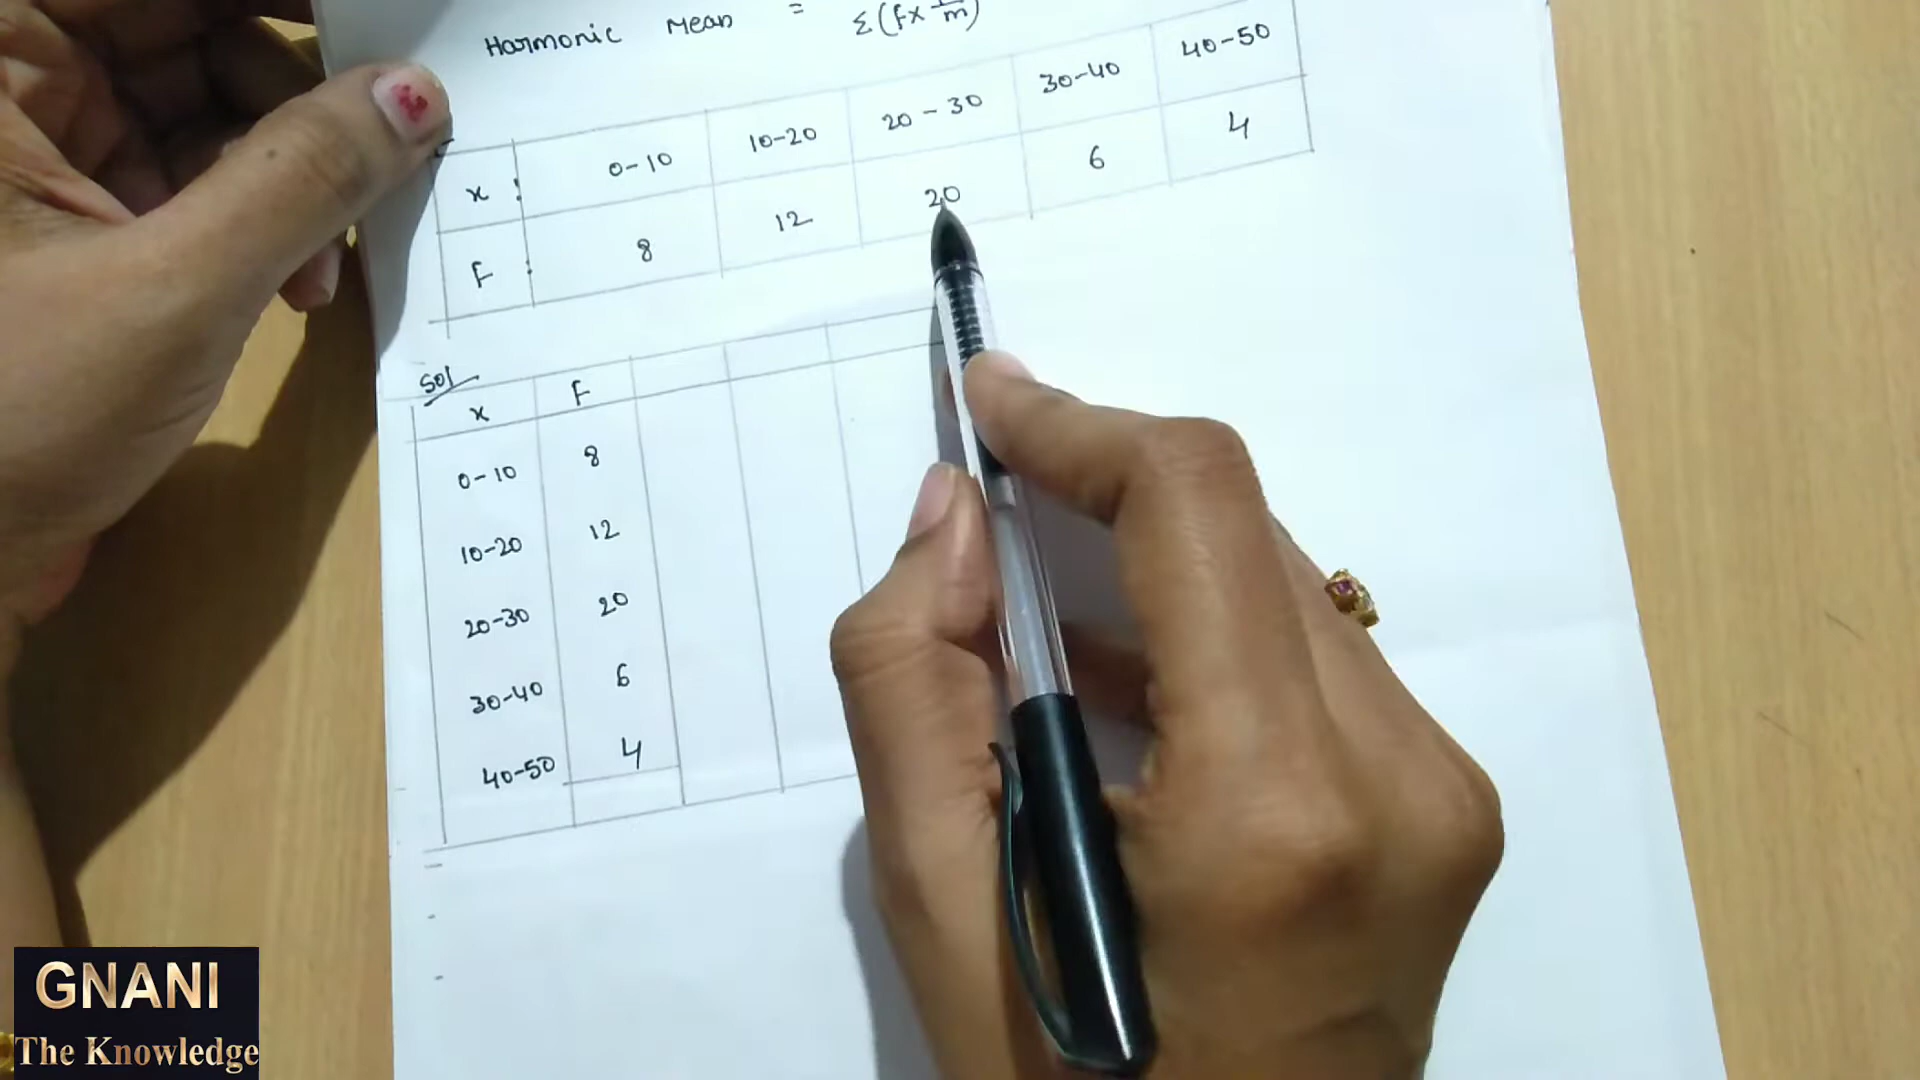 Harmonic Mean =
Σ(f×1/m)
x : 0-10 10-20 20-30 30-40 40-50
F : 8 12 20 6 4
Sol
x F
0-10 8
10-20 12
20-30 20
30-40 6
40-50 4
GNANI
The Knowledge